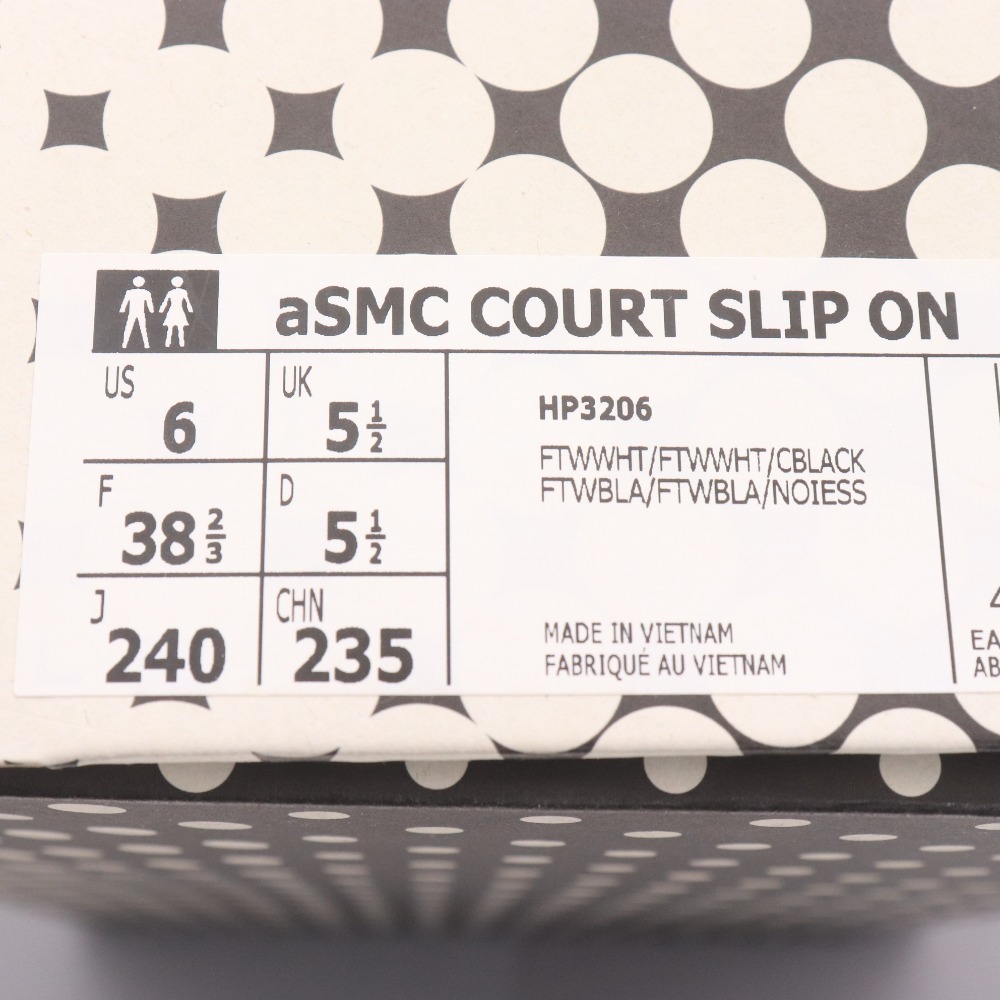 aSMC COURT SLIP ON
US 6 UK 5 1/2
F 38 2/3 D 5 1/2
J 240 CHN 235
HP3206
FTWWHT/FTWWHT/CBLACK
FTWBLA/FTWBLA/NOIESS
MADE IN VIETNAM
FABRIQUÉ AU VIETNAM